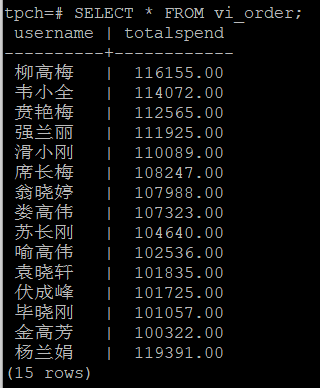 tpch=# SELECT * FROM vi_order;
username | totalspend
----------+------------
柳高梅 | 116155.00
韦小全 | 114072.00
贲艳梅 | 112565.00
强兰丽 | 111925.00
滑小刚 | 110089.00
席长梅 | 108247.00
翁晓婷 | 107988.00
娄高伟 | 107323.00
苏长刚 | 104640.00
喻高伟 | 102536.00
袁晓轩 | 101835.00
伏成峰 | 101725.00
毕晓刚 | 101057.00
金高芳 | 100322.00
杨兰娟 | 119391.00
(15 rows)